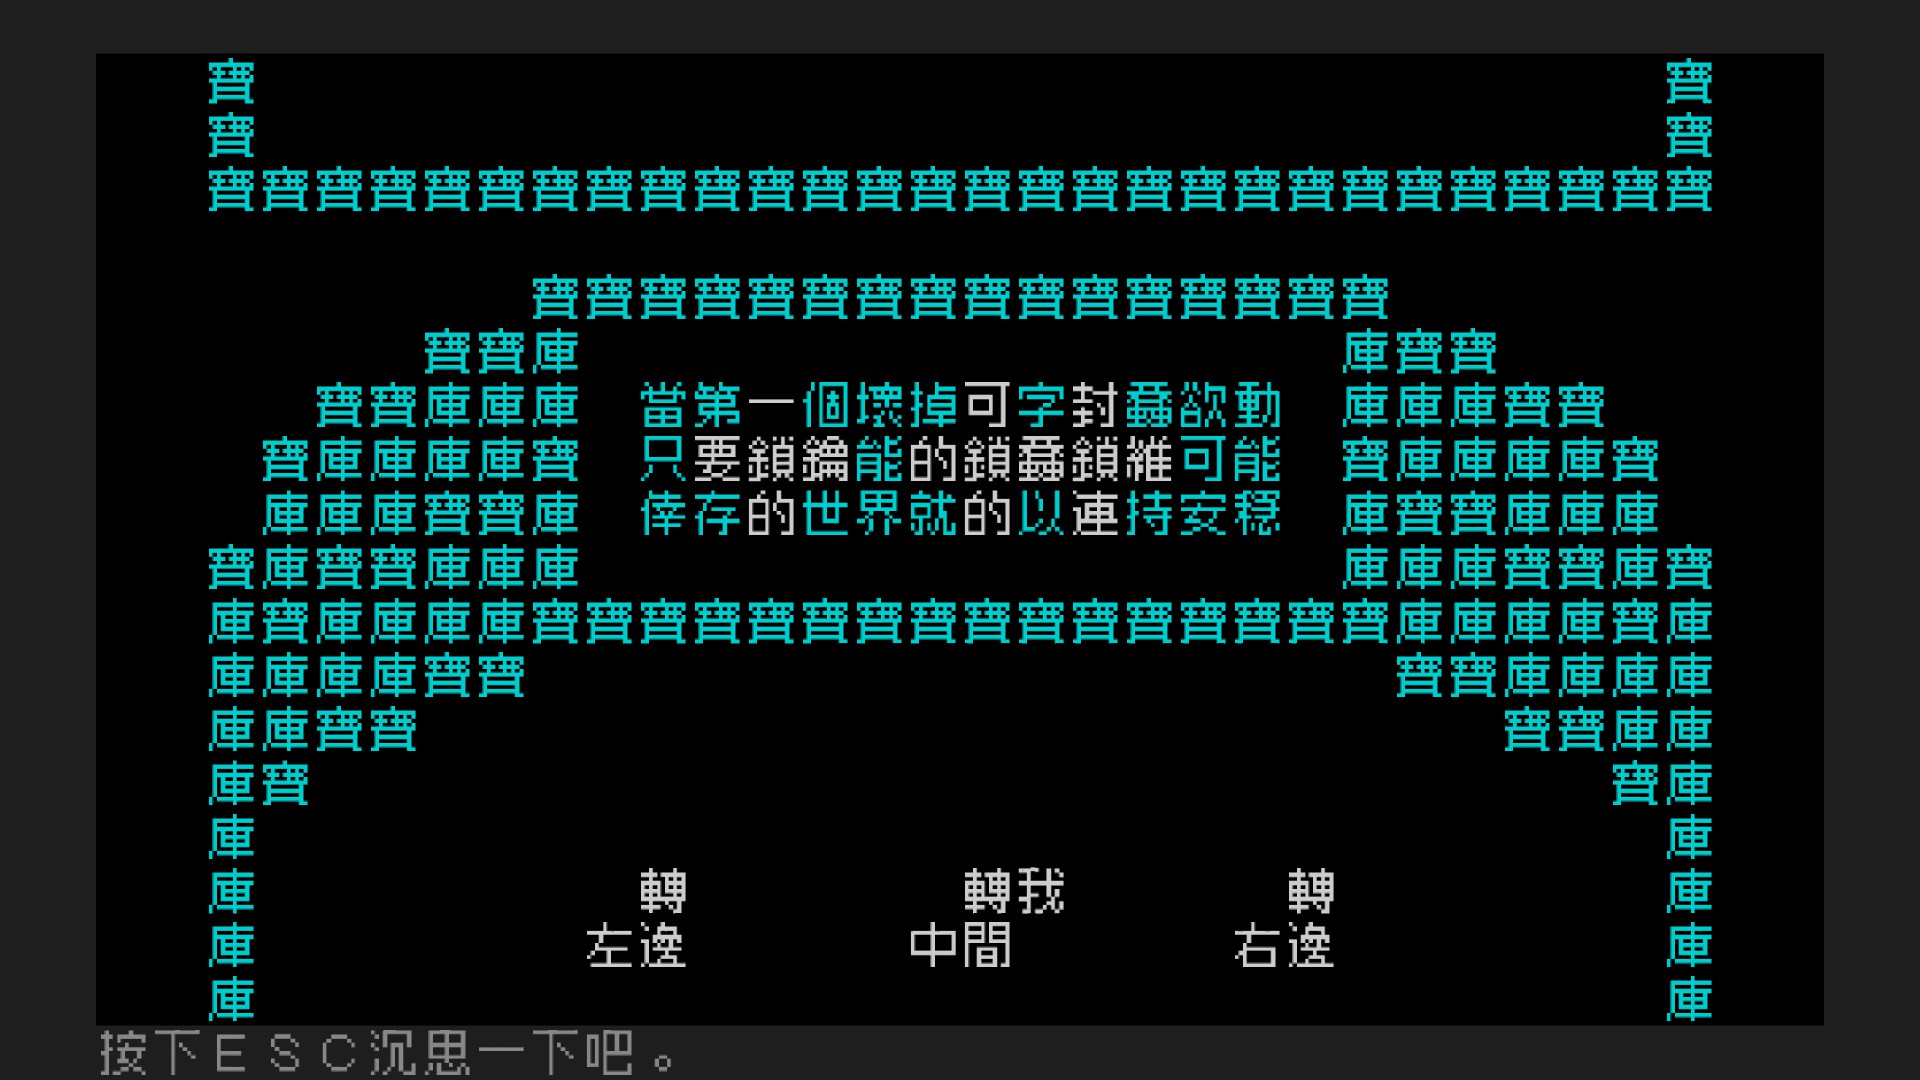 寶 寶
寶 寶
寶寶寶寶寶寶寶寶寶寶寶寶寶寶寶寶寶寶寶寶寶寶寶寶寶寶寶寶
寶寶寶寶寶寶寶寶寶寶寶寶寶寶寶寶
寶寶庫 庫寶寶
寶寶庫庫庫 當第一個壞掉可字封蠢欲動 庫庫庫寶寶
寶庫庫庫庫寶 只要鎖鑰能的鎖蠢鎖維可能 寶庫庫庫庫寶
庫庫庫寶寶庫 倖存的世界就的以連持安穩 庫寶寶庫庫庫
寶庫寶寶庫庫庫 庫庫庫寶寶庫寶
庫寶庫庫庫庫寶寶寶寶寶寶寶寶寶寶寶寶寶寶寶寶庫庫庫庫寶庫
庫庫庫庫寶寶 寶寶庫庫庫庫
庫庫寶寶 寶寶庫庫
庫寶 寶庫
庫 庫
庫 轉 轉我 轉 庫
庫 左邊 中間 右邊 庫
庫 庫
按下ＥＳＣ沉思一下吧。